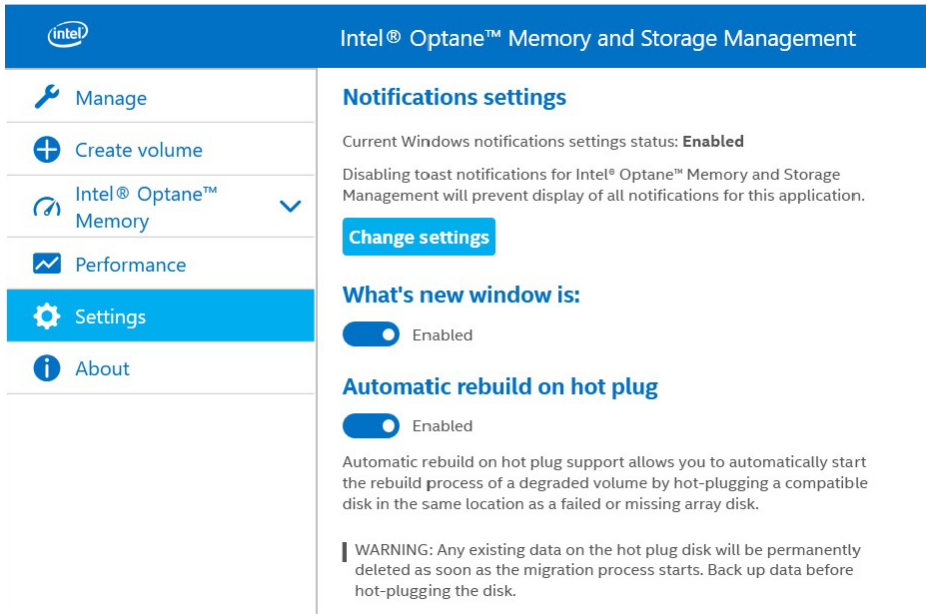 intel
Intel® Optane™ Memory and Storage Management
Manage
Create volume
Intel® Optane™
Memory
Performance
Settings
About
Notifications settings
Current Windows notifications settings status: Enabled
Disabling toast notifications for Intel® Optane™ Memory and Storage
Management will prevent display of all notifications for this application.
Change settings
What's new window is:
Enabled
Automatic rebuild on hot plug
Enabled
Automatic rebuild on hot plug support allows you to automatically start
the rebuild process of a degraded volume by hot-plugging a compatible
disk in the same location as a failed or missing array disk.
WARNING: Any existing data on the hot plug disk will be permanently
deleted as soon as the migration process starts. Back up data before
hot-plugging the disk.